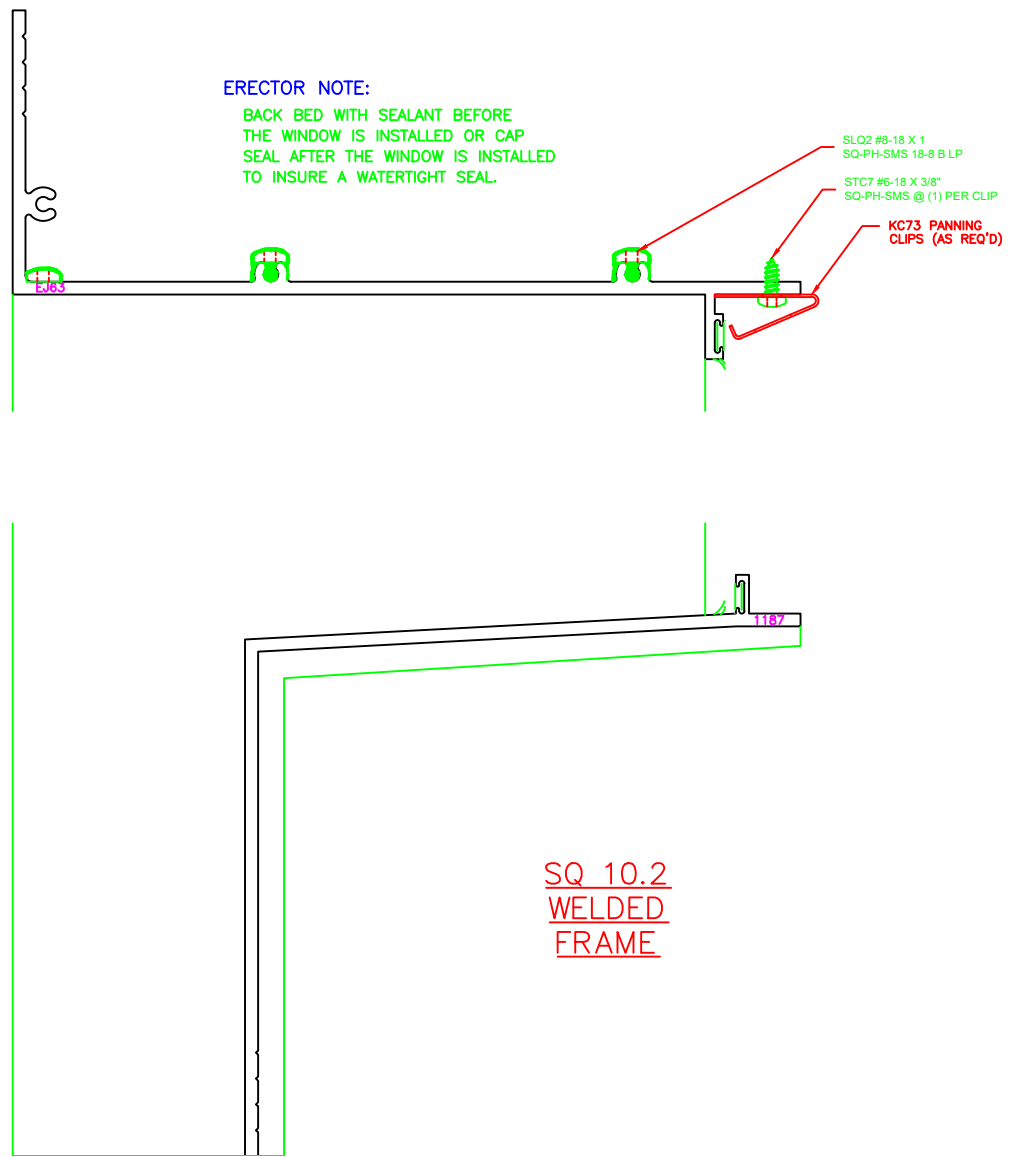 ERECTOR NOTE:
BACK BED WITH SEALANT BEFORE
THE WINDOW IS INSTALLED OR CAP
SEAL AFTER THE WINDOW IS INSTALLED
TO INSURE A WATERTIGHT SEAL.
SLQ2 #8-18 X 1
SQ-PH-SMS 18-8 B LP
STC7 #6-18 X 3/8"
SQ-PH-SMS @ (1) PER CLIP
KC73 PANNING
CLIPS (AS REQ'D)
EJ63
1187
SQ 10.2
WELDED
FRAME